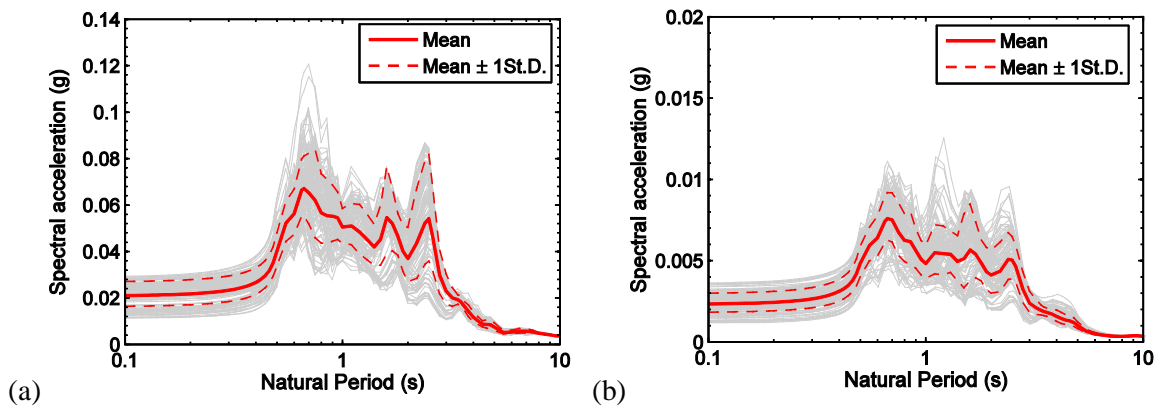 0.14
0.12
0.1
0.08
0.06
0.04
0.02
0
Spectral acceleration (g)
Mean
Mean ± 1St.D.
0.1
1
10
Natural Period (s)
(a)
0.02
0.015
0.01
0.005
0
Spectral acceleration (g)
Mean
Mean ± 1St.D.
0.1
1
10
Natural Period (s)
(b)